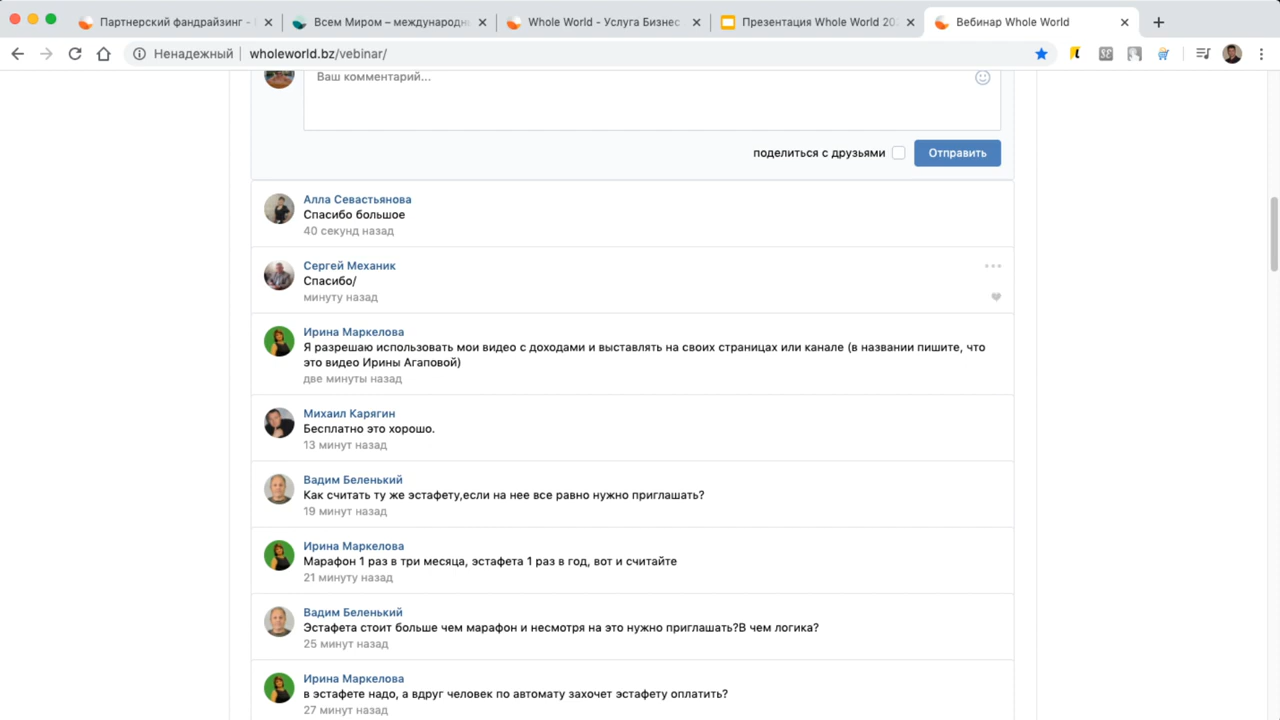 Партнерский фандрайзинг -
Всем Миром – международн
Whole World - Услуга Бизнес
Презентация Whole World 20
Вебинар Whole World
Ненадежный
wholeworld.bz/vebinar/
Ваш комментарий...
поделиться с друзьями
Отправить
Алла Севастьянова
Спасибо большое
40 секунд назад
Сергей Механик
Спасибо/
минуту назад
Ирина Маркелова
Я разрешаю использовать мои видео с доходами и выставлять на своих страницах или канале (в названии пишите, что
это видео Ирины Агаповой)
две минуты назад
Михаил Карягин
Бесплатно это хорошо.
13 минут назад
Вадим Беленький
Как считать ту же эстафету,если на нее все равно нужно приглашать?
19 минут назад
Ирина Маркелова
Марафон 1 раз в три месяца, эстафета 1 раз в год, вот и считайте
21 минуту назад
Вадим Беленький
Эстафета стоит больше чем марафон и несмотря на это нужно приглашать?В чем логика?
25 минут назад
Ирина Маркелова
в эстафете надо, а вдруг человек по автомату захочет эстафету оплатить?
27 минут назад